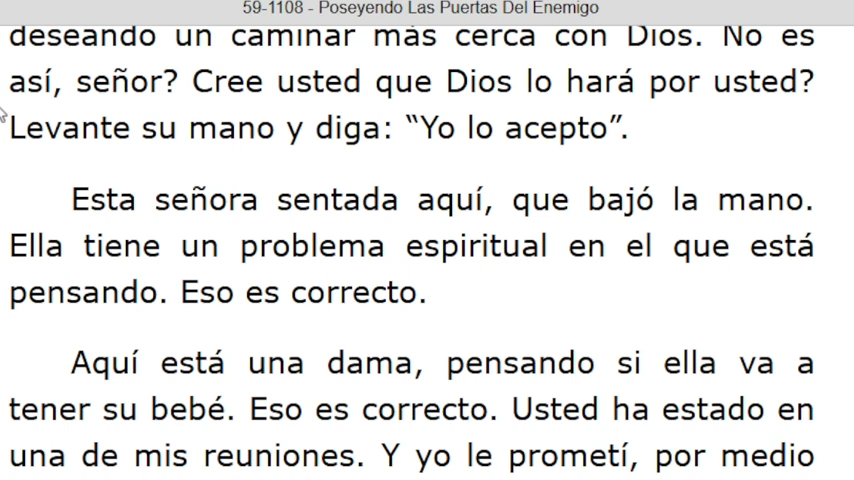 59-1108 - Poseyendo Las Puertas Del Enemigo
deseando un caminar más cerca con Dios. No es
así, señor? Cree usted que Dios lo hará por usted?
Levante su mano y diga: “Yo lo acepto”.
Esta señora sentada aquí, que bajó la mano.
Ella tiene un problema espiritual en el que está
pensando. Eso es correcto.
Aquí está una dama, pensando si ella va a
tener su bebé. Eso es correcto. Usted ha estado en
una de mis reuniones. Y yo le prometí, por medio